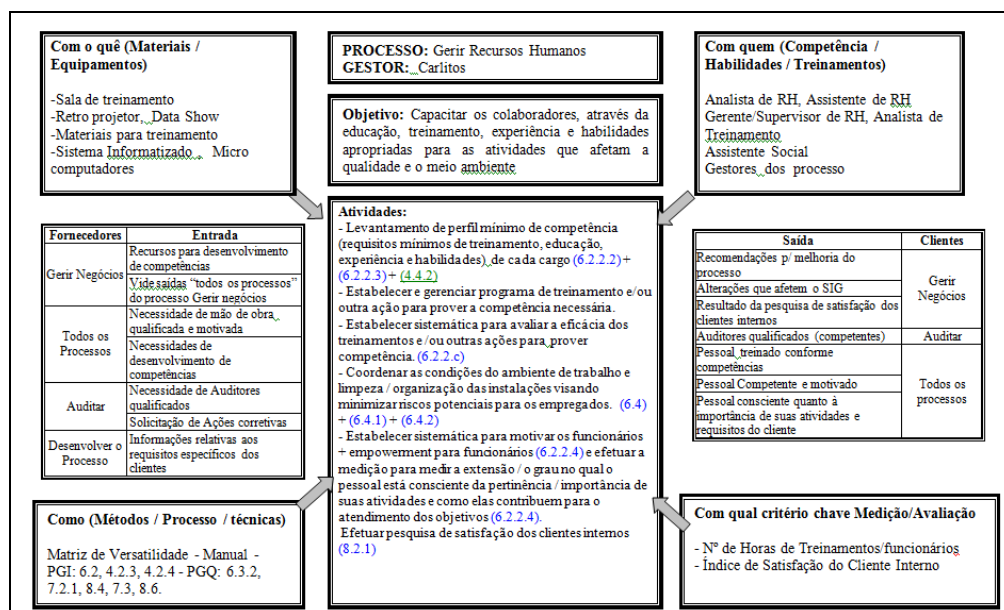 Com o quê (Materiais /
Equipamentos)
-Sala de treinamento
-Retro projetor, Data Show
-Materiais para treinamento
-Sistema Informatizado , Micro
computadores
PROCESSO: Gerir Recursos Humanos
GESTOR: Carlitos
Objetivo: Capacitar os colaboradores, através da
educação, treinamento, experiência e habilidades
apropriadas para as atividades que afetam a
qualidade e o meio ambiente
Com quem (Competência /
Habilidades / Treinamentos)
Analista de RH, Assistente de RH
Gerente/Supervisor de RH, Analista de
Treinamento
Assistente Social
Gestores dos processo
Fornecedores Entrada
Gerir Negócios
Recursos para desenvolvimento
de competências
Vide saídas “todos os processos”
do processo Gerir negócios
Todos os
Processos
Necessidade de mão de obra
qualificada e motivada
Necessidades de
desenvolvimento de
competências
Auditar
Necessidade de Auditores
qualificados
Solicitação de Ações corretivas
Desenvolver o
Processo
Informações relativas aos
requisitos específicos dos
clientes
Atividades:
- Levantamento de perfil mínimo de competência
(requisitos mínimos de treinamento, educação,
experiência e habilidades) de cada cargo (6.2.2.2) +
(6.2.2.3) + (4.4.2)
- Estabelecer e gerenciar programa de treinamento e/ou
outra ação para prover a competência necessária.
- Estabelecer sistemática para avaliar a eficácia dos
treinamentos e /ou outras ações para prover
competência. (6.2.2.c)
- Coordenar as condições do ambiente de trabalho e
limpeza / organização das instalações visando
minimizar riscos potenciais para os empregados. (6.4)
+ (6.4.1) + (6.4.2)
- Estabelecer sistemática para motivar os funcionários
+ empowerment para funcionários (6.2.2.4) e efetuar a
medição para medir a extensão / o grau no qual o
pessoal está consciente da pertinência / importância de
suas atividades e como elas contribuem para o
atendimento dos objetivos (6.2.2.4).
Efetuar pesquisa de satisfação dos clientes internos
(8.2.1)
Saída Clientes
Recomendações p/ melhoria do
processo
Alterações que afetem o SIG
Resultado da pesquisa de satisfação dos
clientes internos
Gerir
Negócios
Auditores qualificados (competentes) Auditar
Pessoal treinado conforme
competências
Pessoal Competente e motivado
Pessoal consciente quanto à
importância de suas atividades e
requisitos do cliente
Todos os
processos
Como (Métodos / Processo / técnicas)
Matriz de Versatilidade - Manual -
PGI: 6.2, 4.2.3, 4.2.4 - PGQ: 6.3.2,
7.2.1, 8.4, 7.3, 8.6.
Com qual critério chave Medição/Avaliação
- Nº de Horas de Treinamentos/funcionários
- Índice de Satisfação do Cliente Interno